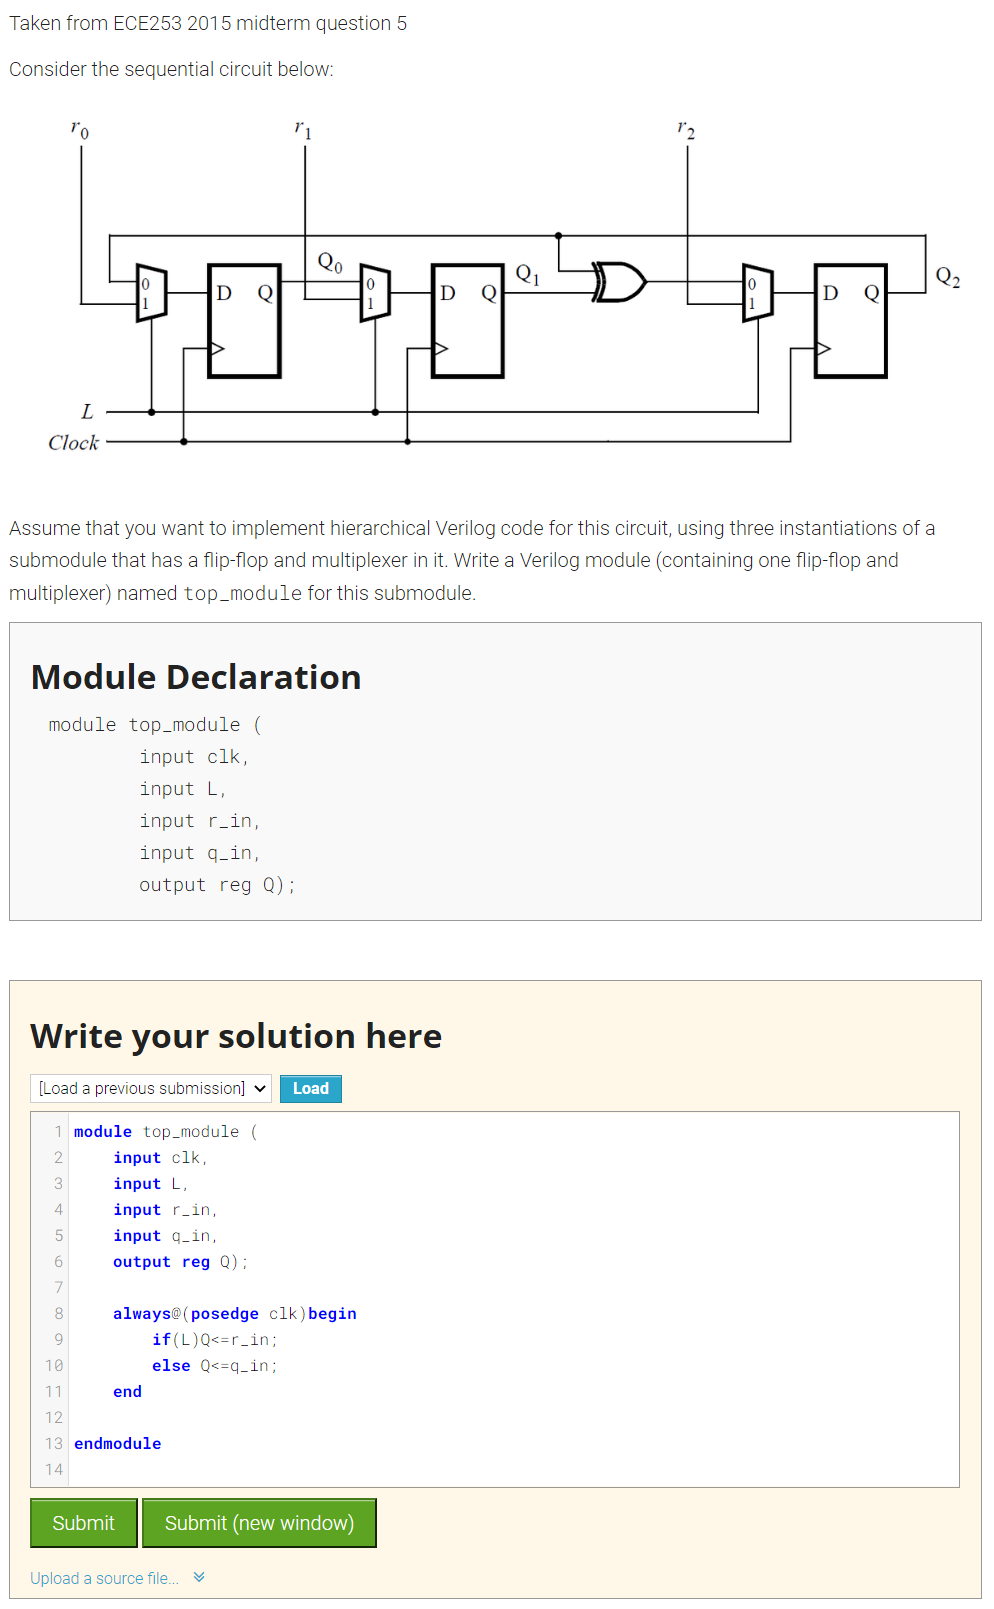 Taken from ECE253 2015 midterm question 5
Consider the sequential circuit below:
r0 r1 r2
Q0 Q1 Q2
0 0 0
1 1 1
D Q D Q D Q
L
Clock
Assume that you want to implement hierarchical Verilog code for this circuit, using three instantiations of a
submodule that has a flip-flop and multiplexer in it. Write a Verilog module (containing one flip-flop and
multiplexer) named top_module for this submodule.
Module Declaration
module top_module (
input clk,
input L,
input r_in,
input q_in,
output reg Q);
Write your solution here
[Load a previous submission] Load
1 module top_module (
2 input clk,
3 input L,
4 input r_in,
5 input q_in,
6 output reg Q);
7
8 always@(posedge clk)begin
9 if(L)Q<=r_in;
10 else Q<=q_in;
11 end
12
13 endmodule
14
Submit Submit (new window)
Upload a source file...